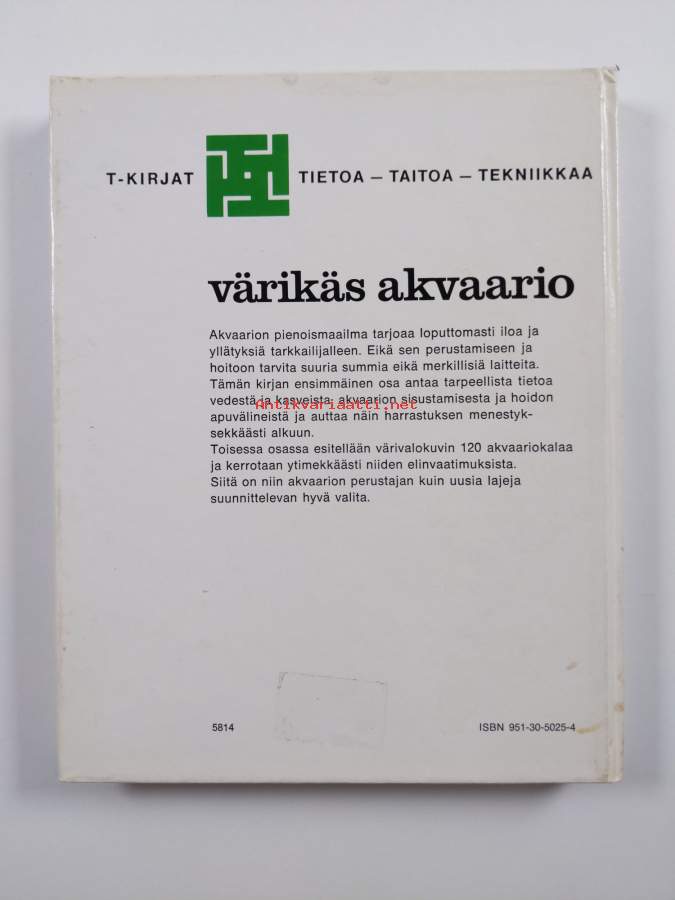 T-KIRJAT TIETOA – TAITOA – TEKNIIKKAA
värikäs akvaario
Akvaarion pienoismaailma tarjoaa loputtomasti iloa ja
yllätyksiä tarkkailijalleen. Eikä sen perustamiseen ja
hoitoon tarvita suuria summia eikä merkillisiä laitteita.
Tämän kirjan ensimmäinen osa antaa tarpeellista tietoa
vedestä ja kasveista, akvaarion sisustamisesta ja hoidon
Antikvariaatti.net
apuvälineistä ja auttaa näin harrastuksen menestyk-
sekkäästi alkuun.
Toisessa osassa esitellään värivalokuvin 120 akvaariokalaa
ja kerrotaan ytimekkäästi niiden elinvaatimuksista.
Siitä on niin akvaarion perustajan kuin uusia lajeja
suunnittelevan hyvä valita.
5814 ISBN 951-30-5025-4